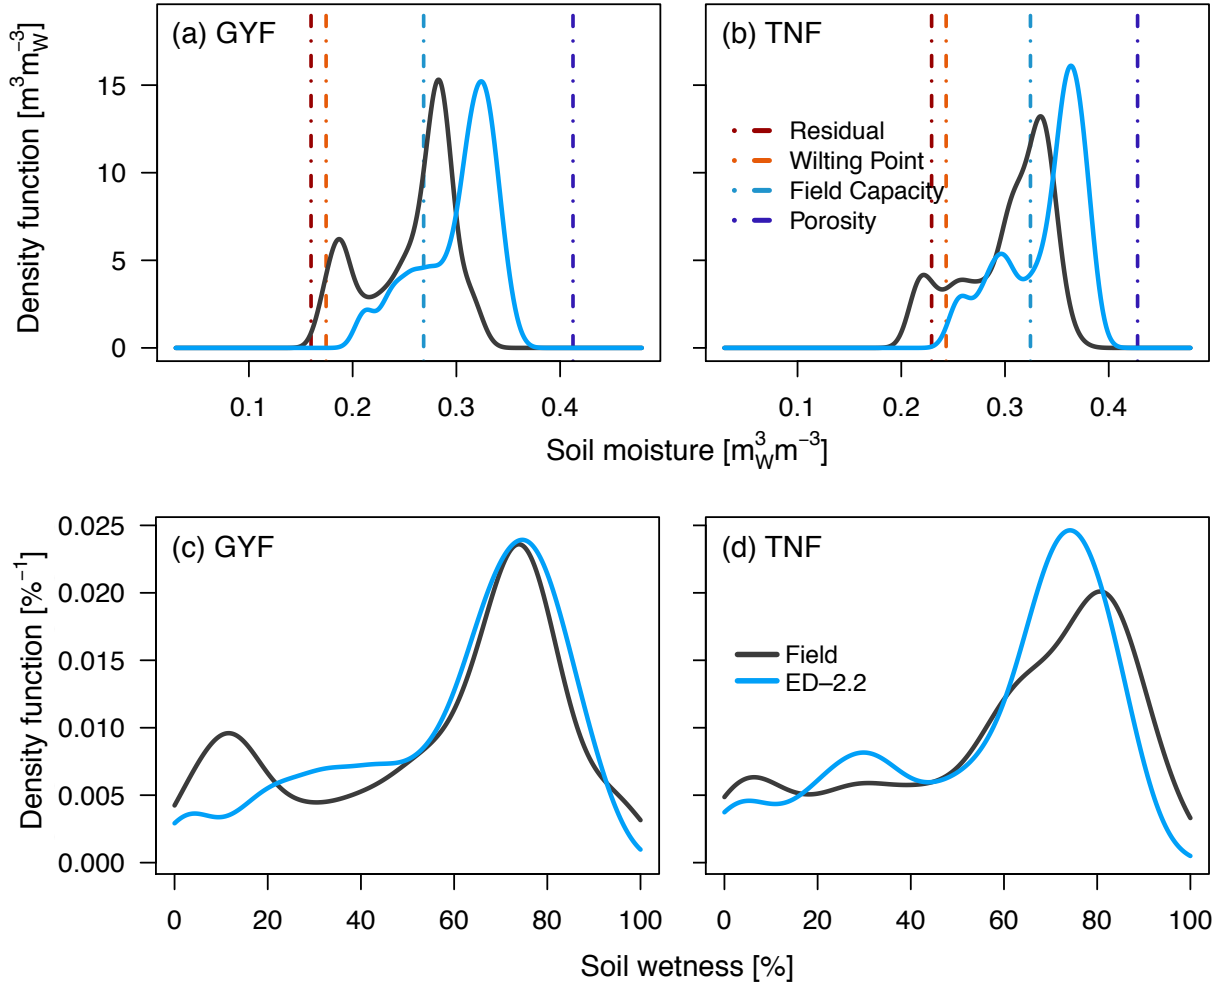 (a) GYF
(b) TNF
Density function [m³m_W⁻³]
15
10
5
0
Residual
Wilting Point
Field Capacity
Porosity
0.1 0.2 0.3 0.4
0.1 0.2 0.3 0.4
Soil moisture [m³_Wm⁻³]
(c) GYF
(d) TNF
Density function [%⁻¹]
0.025
0.020
0.015
0.010
0.005
0.000
Field
ED−2.2
0 20 40 60 80 100
0 20 40 60 80 100
Soil wetness [%]